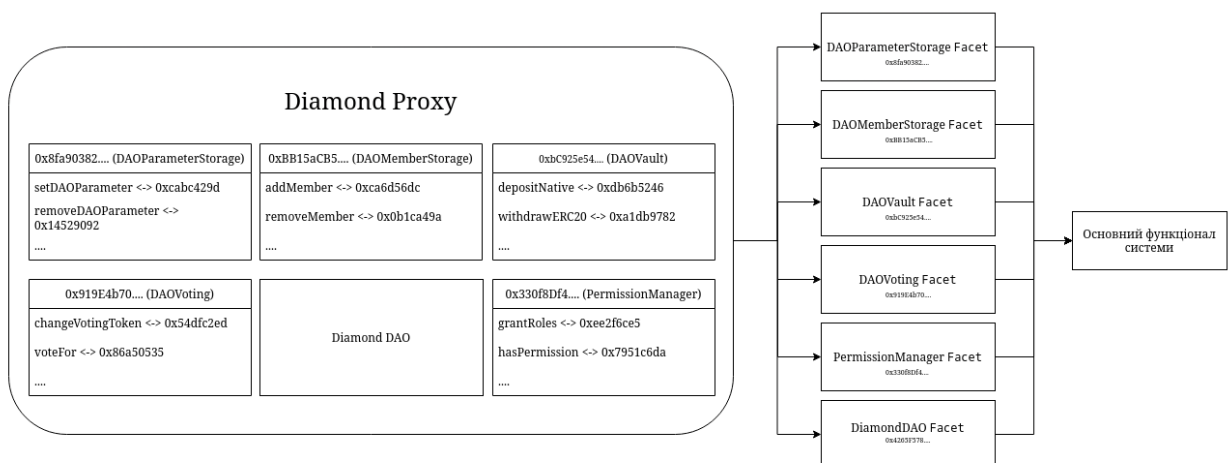 Diamond Proxy
0x8fa90382.... (DAOParameterStorage)
setDAOParameter <-> 0xcabc429d
removeDAOParameter <->
0x14529092
....
0xBB15aCB5.... (DAOMemberStorage)
addMember <-> 0xca6d56dc
removeMember <-> 0x0b1ca49a
....
0xbC925e54.... (DAOVault)
depositNative <-> 0xdb6b5246
withdrawERC20 <-> 0xa1db9782
....
0x919E4b70.... (DAOVoting)
changeVotingToken <-> 0x54dfc2ed
voteFor <-> 0x86a50535
....
Diamond DAO
0x330f8Df4.... (PermissionManager)
grantRoles <-> 0xee2f6ce5
hasPermission <-> 0x7951c6da
....
DAOParameterStorage Facet
0x8fa90382....
DAOMemberStorage Facet
0xBB15aCB5....
DAOVault Facet
0xbC925e54....
DAOVoting Facet
0x919E4b70....
PermissionManager Facet
0x330f8Df4....
DiamondDAO Facet
0x4265F578....
Основний функціонал
системи